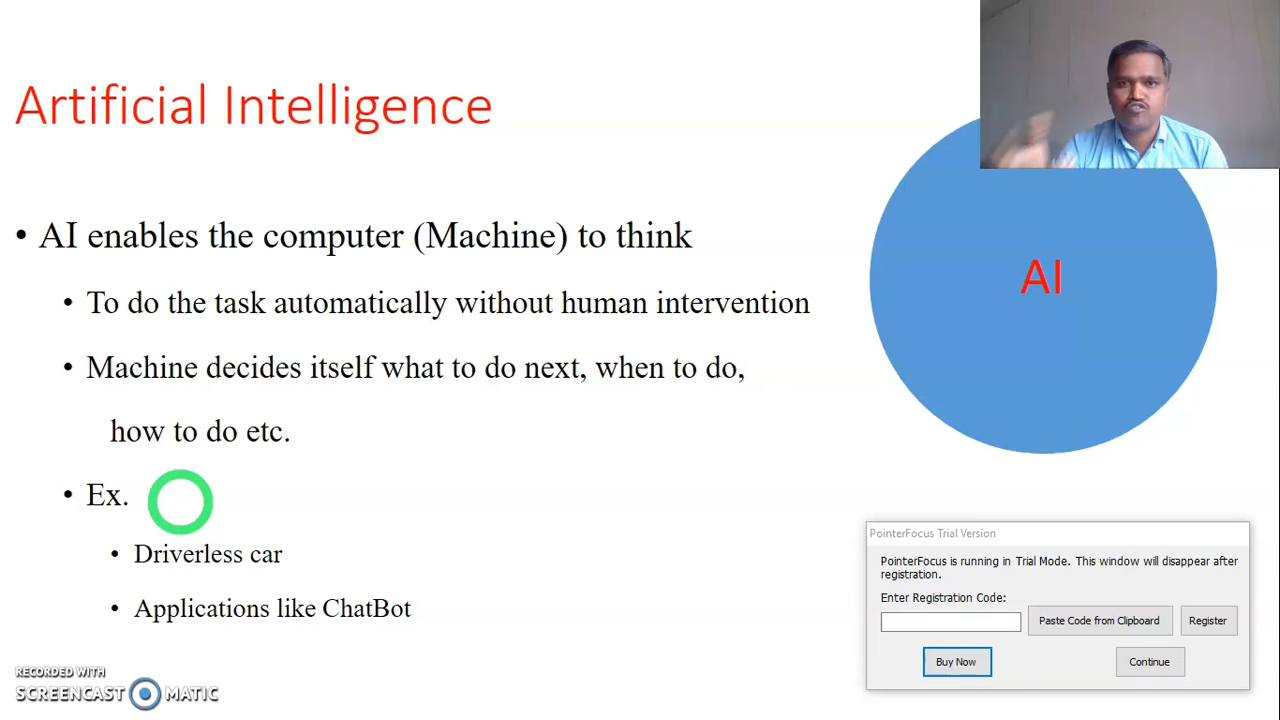 Artificial Intelligence
• AI enables the computer (Machine) to think
• To do the task automatically without human intervention
• Machine decides itself what to do next, when to do,
how to do etc.
• Ex.
• Driverless car
• Applications like ChatBot
AI
PointerFocus Trial Version
PointerFocus is running in Trial Mode. This window will disappear after
registration.
Enter Registration Code:
Paste Code from Clipboard
Register
Buy Now
Continue
RECORDED WITH
SCREENCAST MATIC